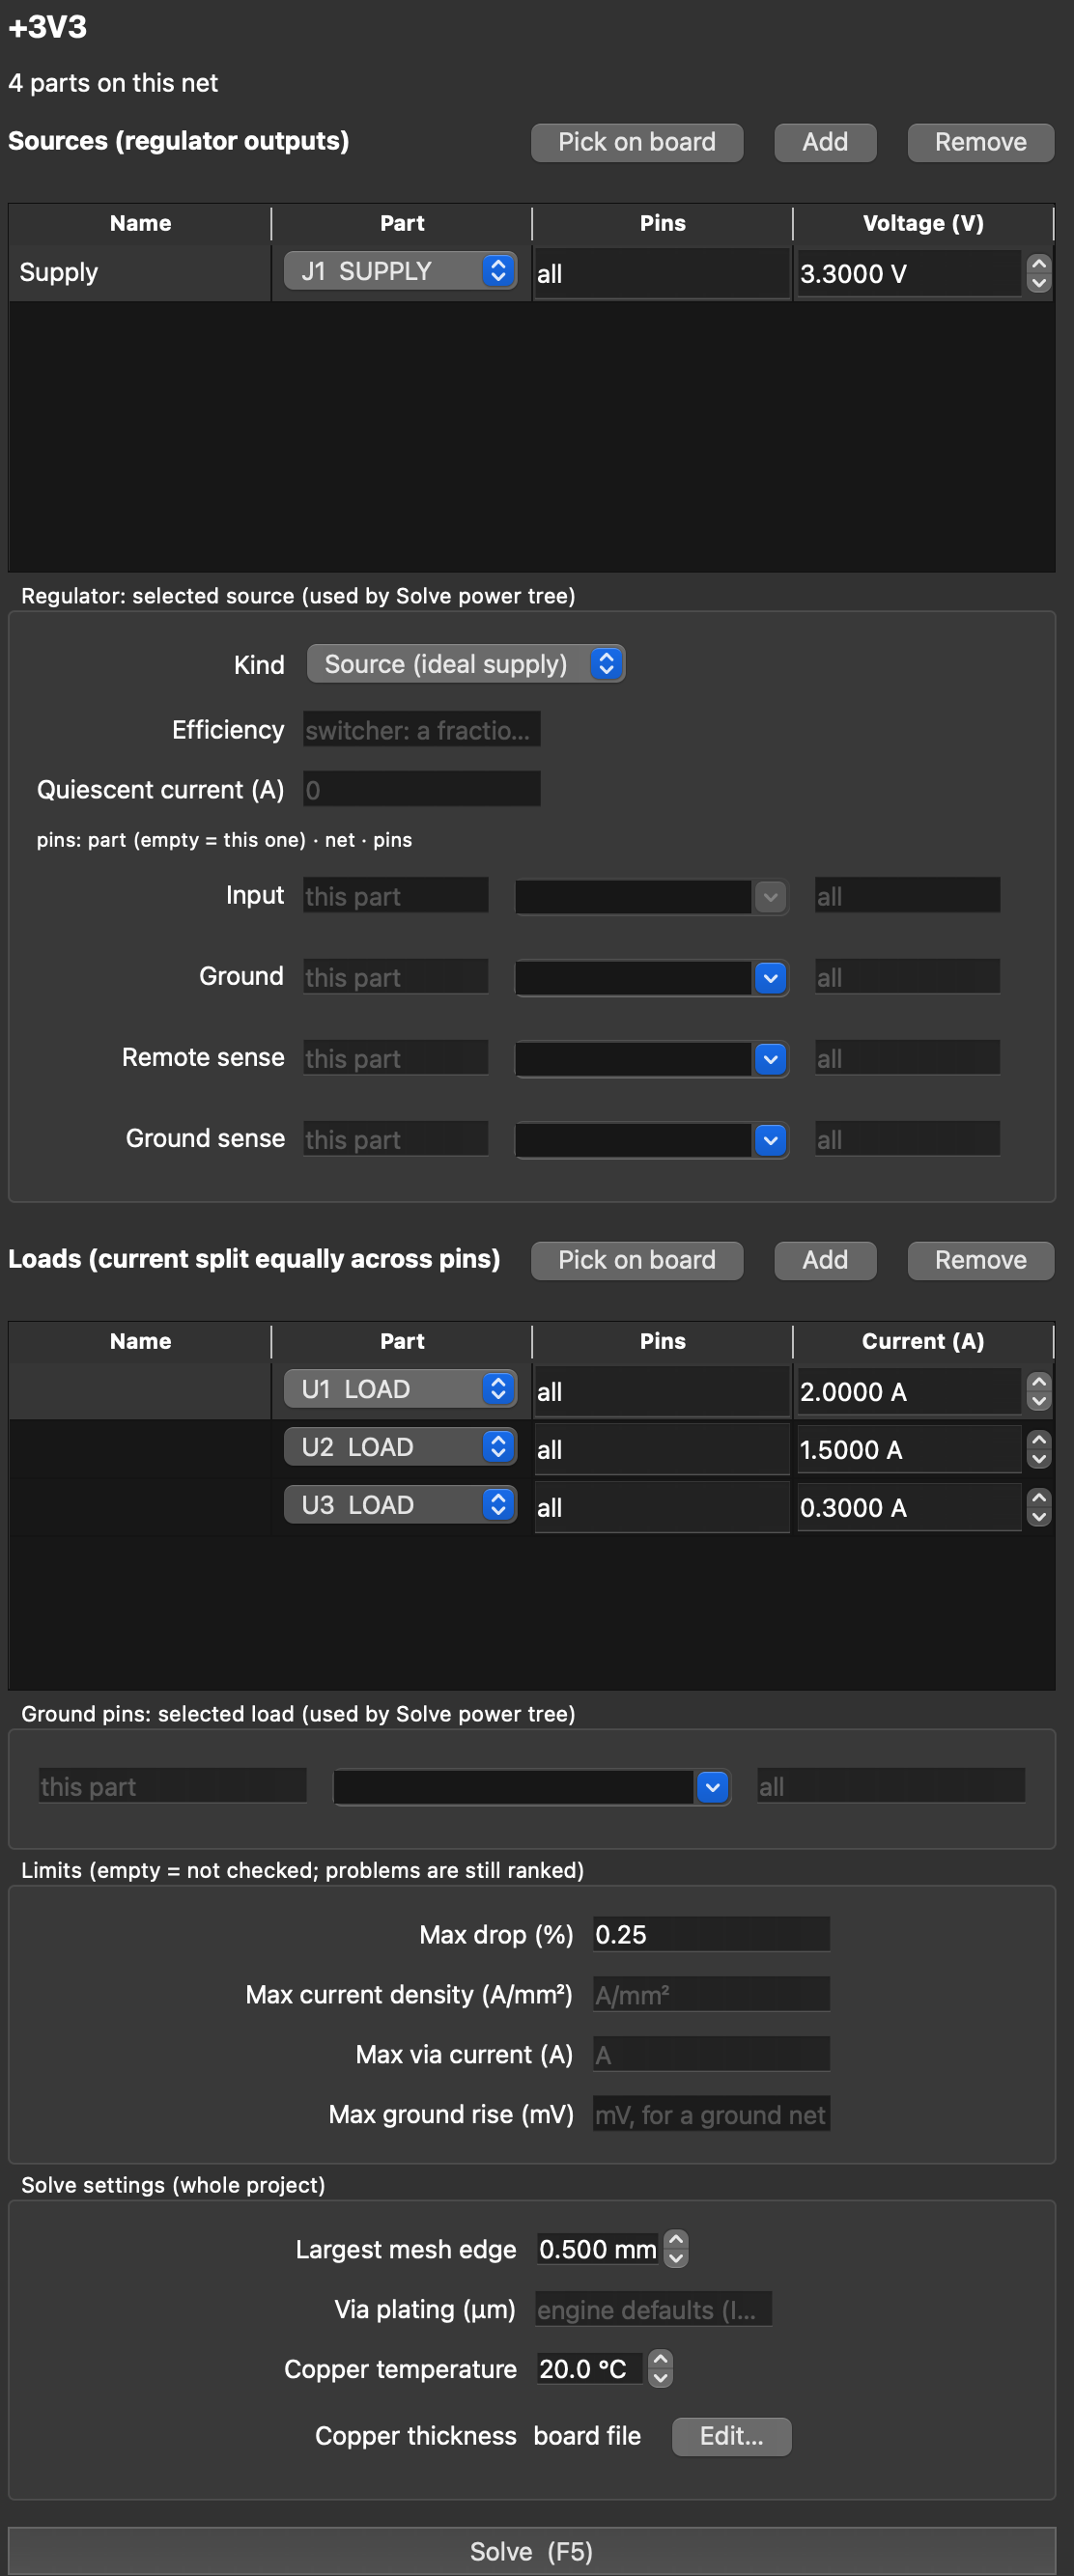 +3V3
4 parts on this net
Sources (regulator outputs) Pick on board Add Remove
Name Part Pins Voltage (V)
Supply J1 SUPPLY all 3.3000 V
Regulator: selected source (used by Solve power tree)
Kind Source (ideal supply)
Efficiency switcher: a fractio...
Quiescent current (A) 0
pins: part (empty = this one) · net · pins
Input this part all
Ground this part all
Remote sense this part all
Ground sense this part all
Loads (current split equally across pins) Pick on board Add Remove
Name Part Pins Current (A)
U1 LOAD all 2.0000 A
U2 LOAD all 1.5000 A
U3 LOAD all 0.3000 A
Ground pins: selected load (used by Solve power tree)
this part all
Limits (empty = not checked; problems are still ranked)
Max drop (%) 0.25
Max current density (A/mm²) A/mm²
Max via current (A) A
Max ground rise (mV) mV, for a ground net
Solve settings (whole project)
Largest mesh edge 0.500 mm
Via plating (µm) engine defaults (I...
Copper temperature 20.0 °C
Copper thickness board file Edit...
Solve (F5)